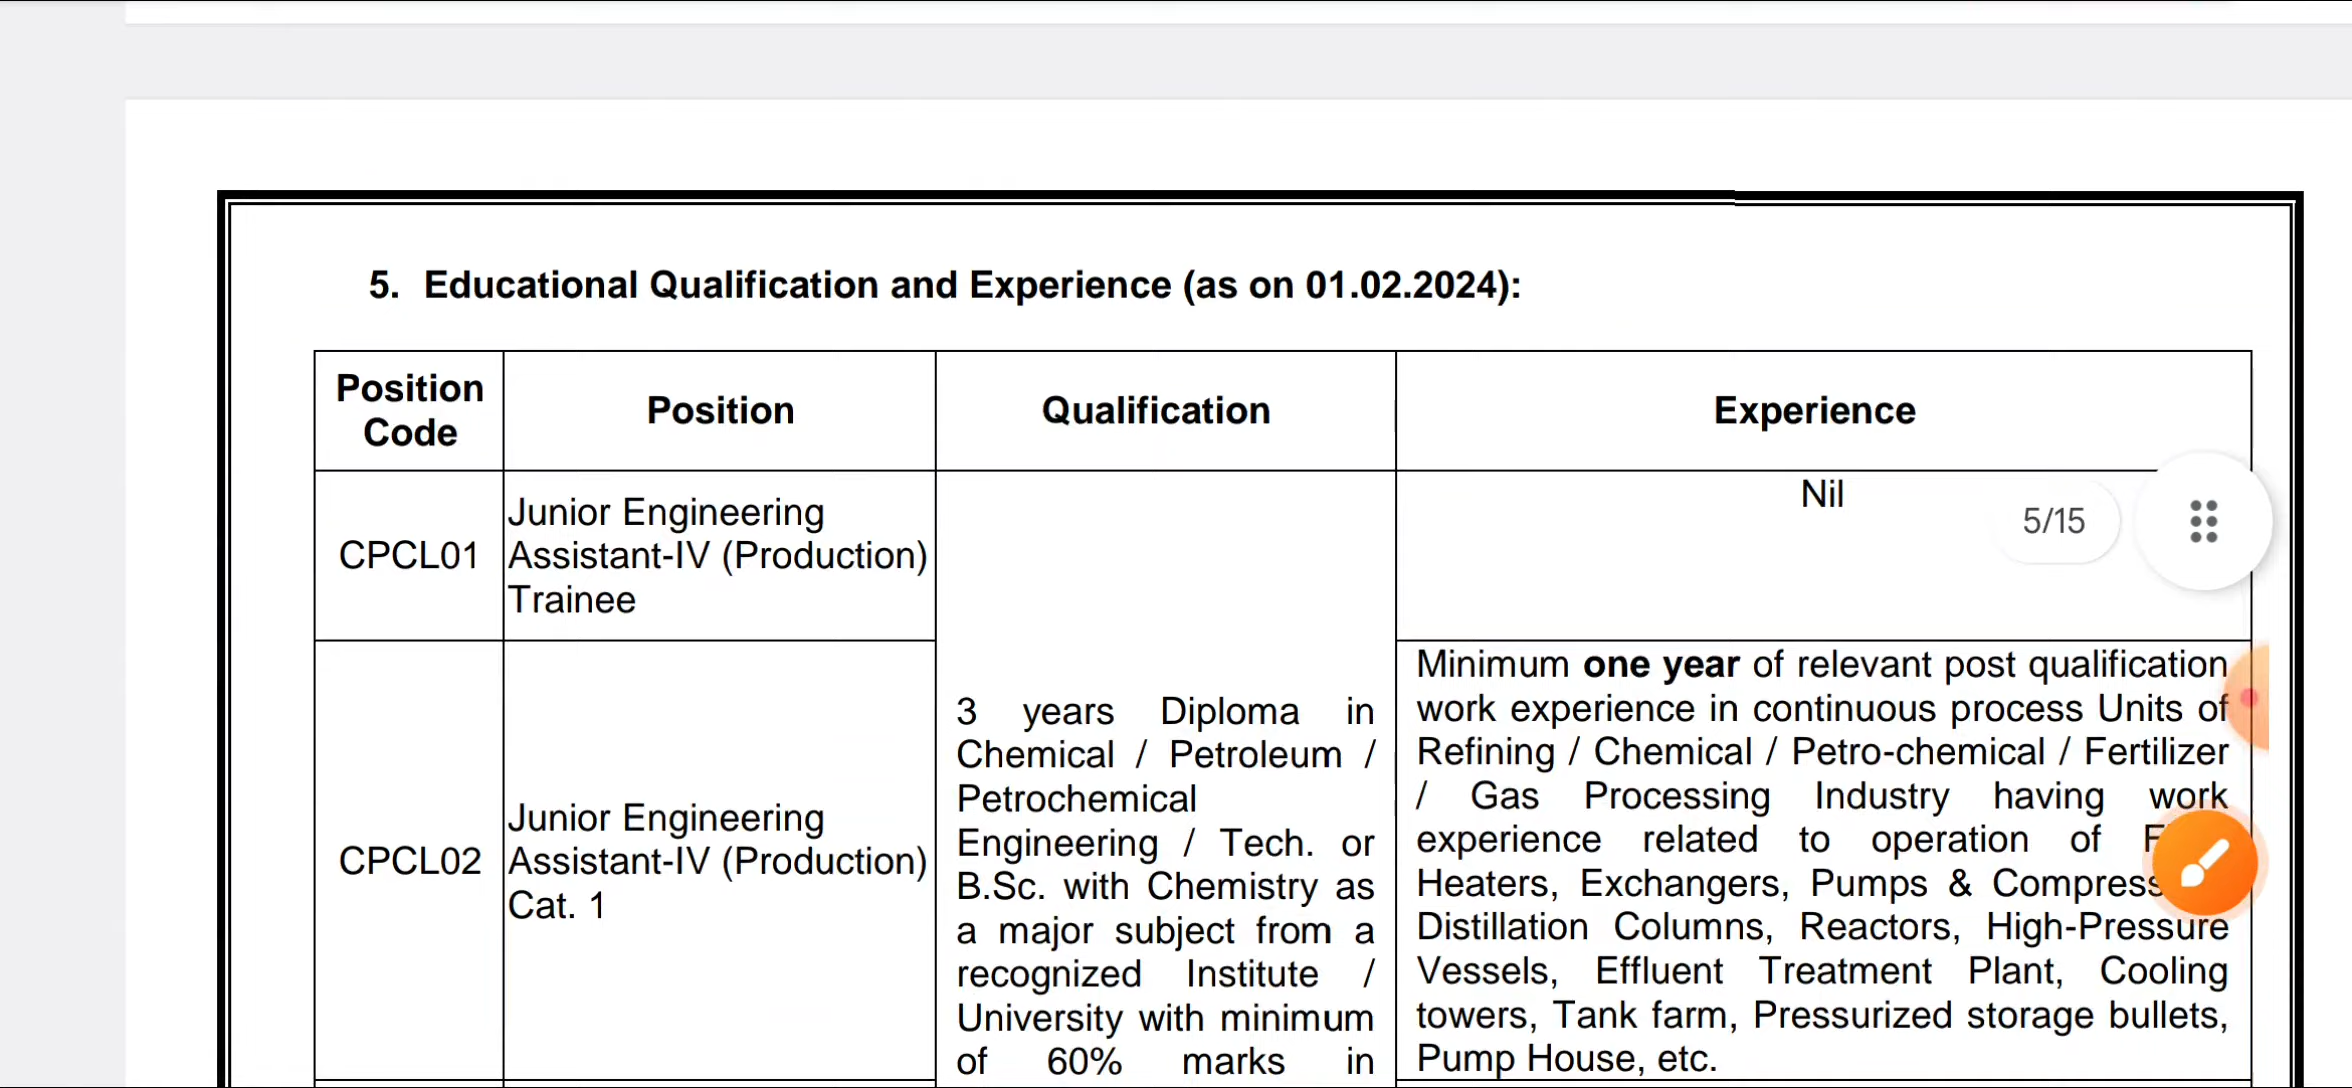 5. Educational Qualification and Experience (as on 01.02.2024):
Position
Code
Position
Qualification
Experience
CPCL01
Junior Engineering
Assistant-IV (Production)
Trainee
Nil
5/15
CPCL02
Junior Engineering
Assistant-IV (Production)
Cat. 1
3 years Diploma in
Chemical / Petroleum /
Petrochemical
Engineering / Tech. or
B.Sc. with Chemistry as
a major subject from a
recognized Institute /
University with minimum
of 60% marks in
Minimum one year of relevant post qualification
work experience in continuous process Units of
Refining / Chemical / Petro-chemical / Fertilizer
/ Gas Processing Industry having work
experience related to operation of
Heaters, Exchangers, Pumps &
Distillation Columns, Reactors, High-Pressure
Vessels, Effluent Treatment Plant, Cooling
towers, Tank farm, Pressurized storage bullets,
Pump House, etc.